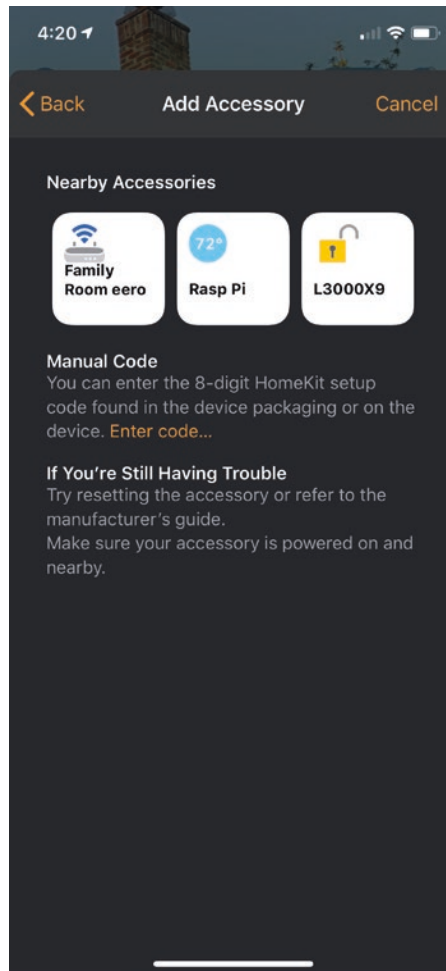 4:20
Back Add Accessory Cancel
Nearby Accessories
72°
Family
Room eero
Rasp Pi
L3000X9
Manual Code
You can enter the 8-digit HomeKit setup
code found in the device packaging or on the
device. Enter code...
If You're Still Having Trouble
Try resetting the accessory or refer to the
manufacturer's guide.
Make sure your accessory is powered on and
nearby.